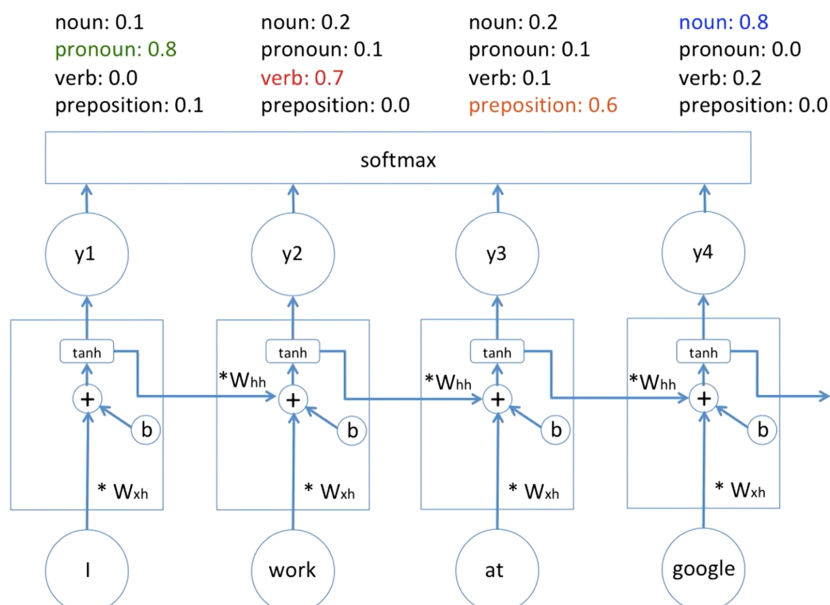 noun: 0.1
pronoun: 0.8
verb: 0.0
preposition: 0.1
noun: 0.2
pronoun: 0.1
verb: 0.7
preposition: 0.0
noun: 0.2
pronoun: 0.1
verb: 0.1
preposition: 0.6
noun: 0.8
pronoun: 0.0
verb: 0.2
preposition: 0.0
softmax
y1
y2
y3
y4
tanh
tanh
tanh
tanh
*Whh
*Whh
*Whh
+
+
+
+
b
b
b
b
* Wxh
* Wxh
* Wxh
* Wxh
I
work
at
google